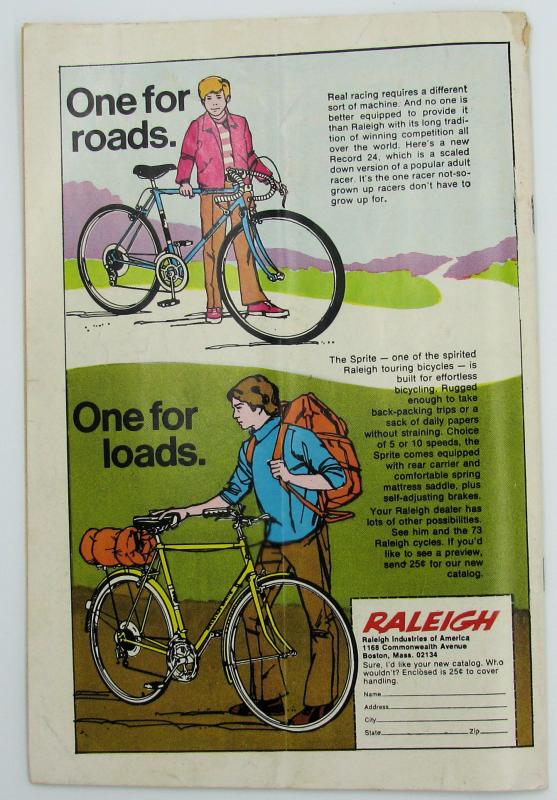 One for
roads.
Real racing requires a different
sort of machine. And no one is
better equipped to provide it
than Raleigh with its long tradi-
tion of winning competition all
over the world. Here's a new
Record 24, which is a scaled
down version of a popular adult
racer. It's the one racer not-so-
grown up racers don't have to
grow up for.
One for
loads.
The Sprite — one of the spirited
Raleigh touring bicycles — is
built for effortless
bicycling. Rugged
enough to take
back-packing trips or a
sack of daily papers
without straining. Choice
of 5 or 10 speeds, the
Sprite comes equipped
with rear carrier and
comfortable spring
mattress saddle, plus
self-adjusting brakes.
Your Raleigh dealer has
lots of other possibilities.
See him and the 73
Raleigh cycles. If you'd
like to see a preview,
send 25¢ for our new
catalog.
RALEIGH
Raleigh Industries of America
1168 Commonwealth Avenue
Boston, Mass. 02134
Sure, I'd like your new catalog. Who
wouldn't? Enclosed is 25¢ to cover
handling.
Name
Address
City
State Zip